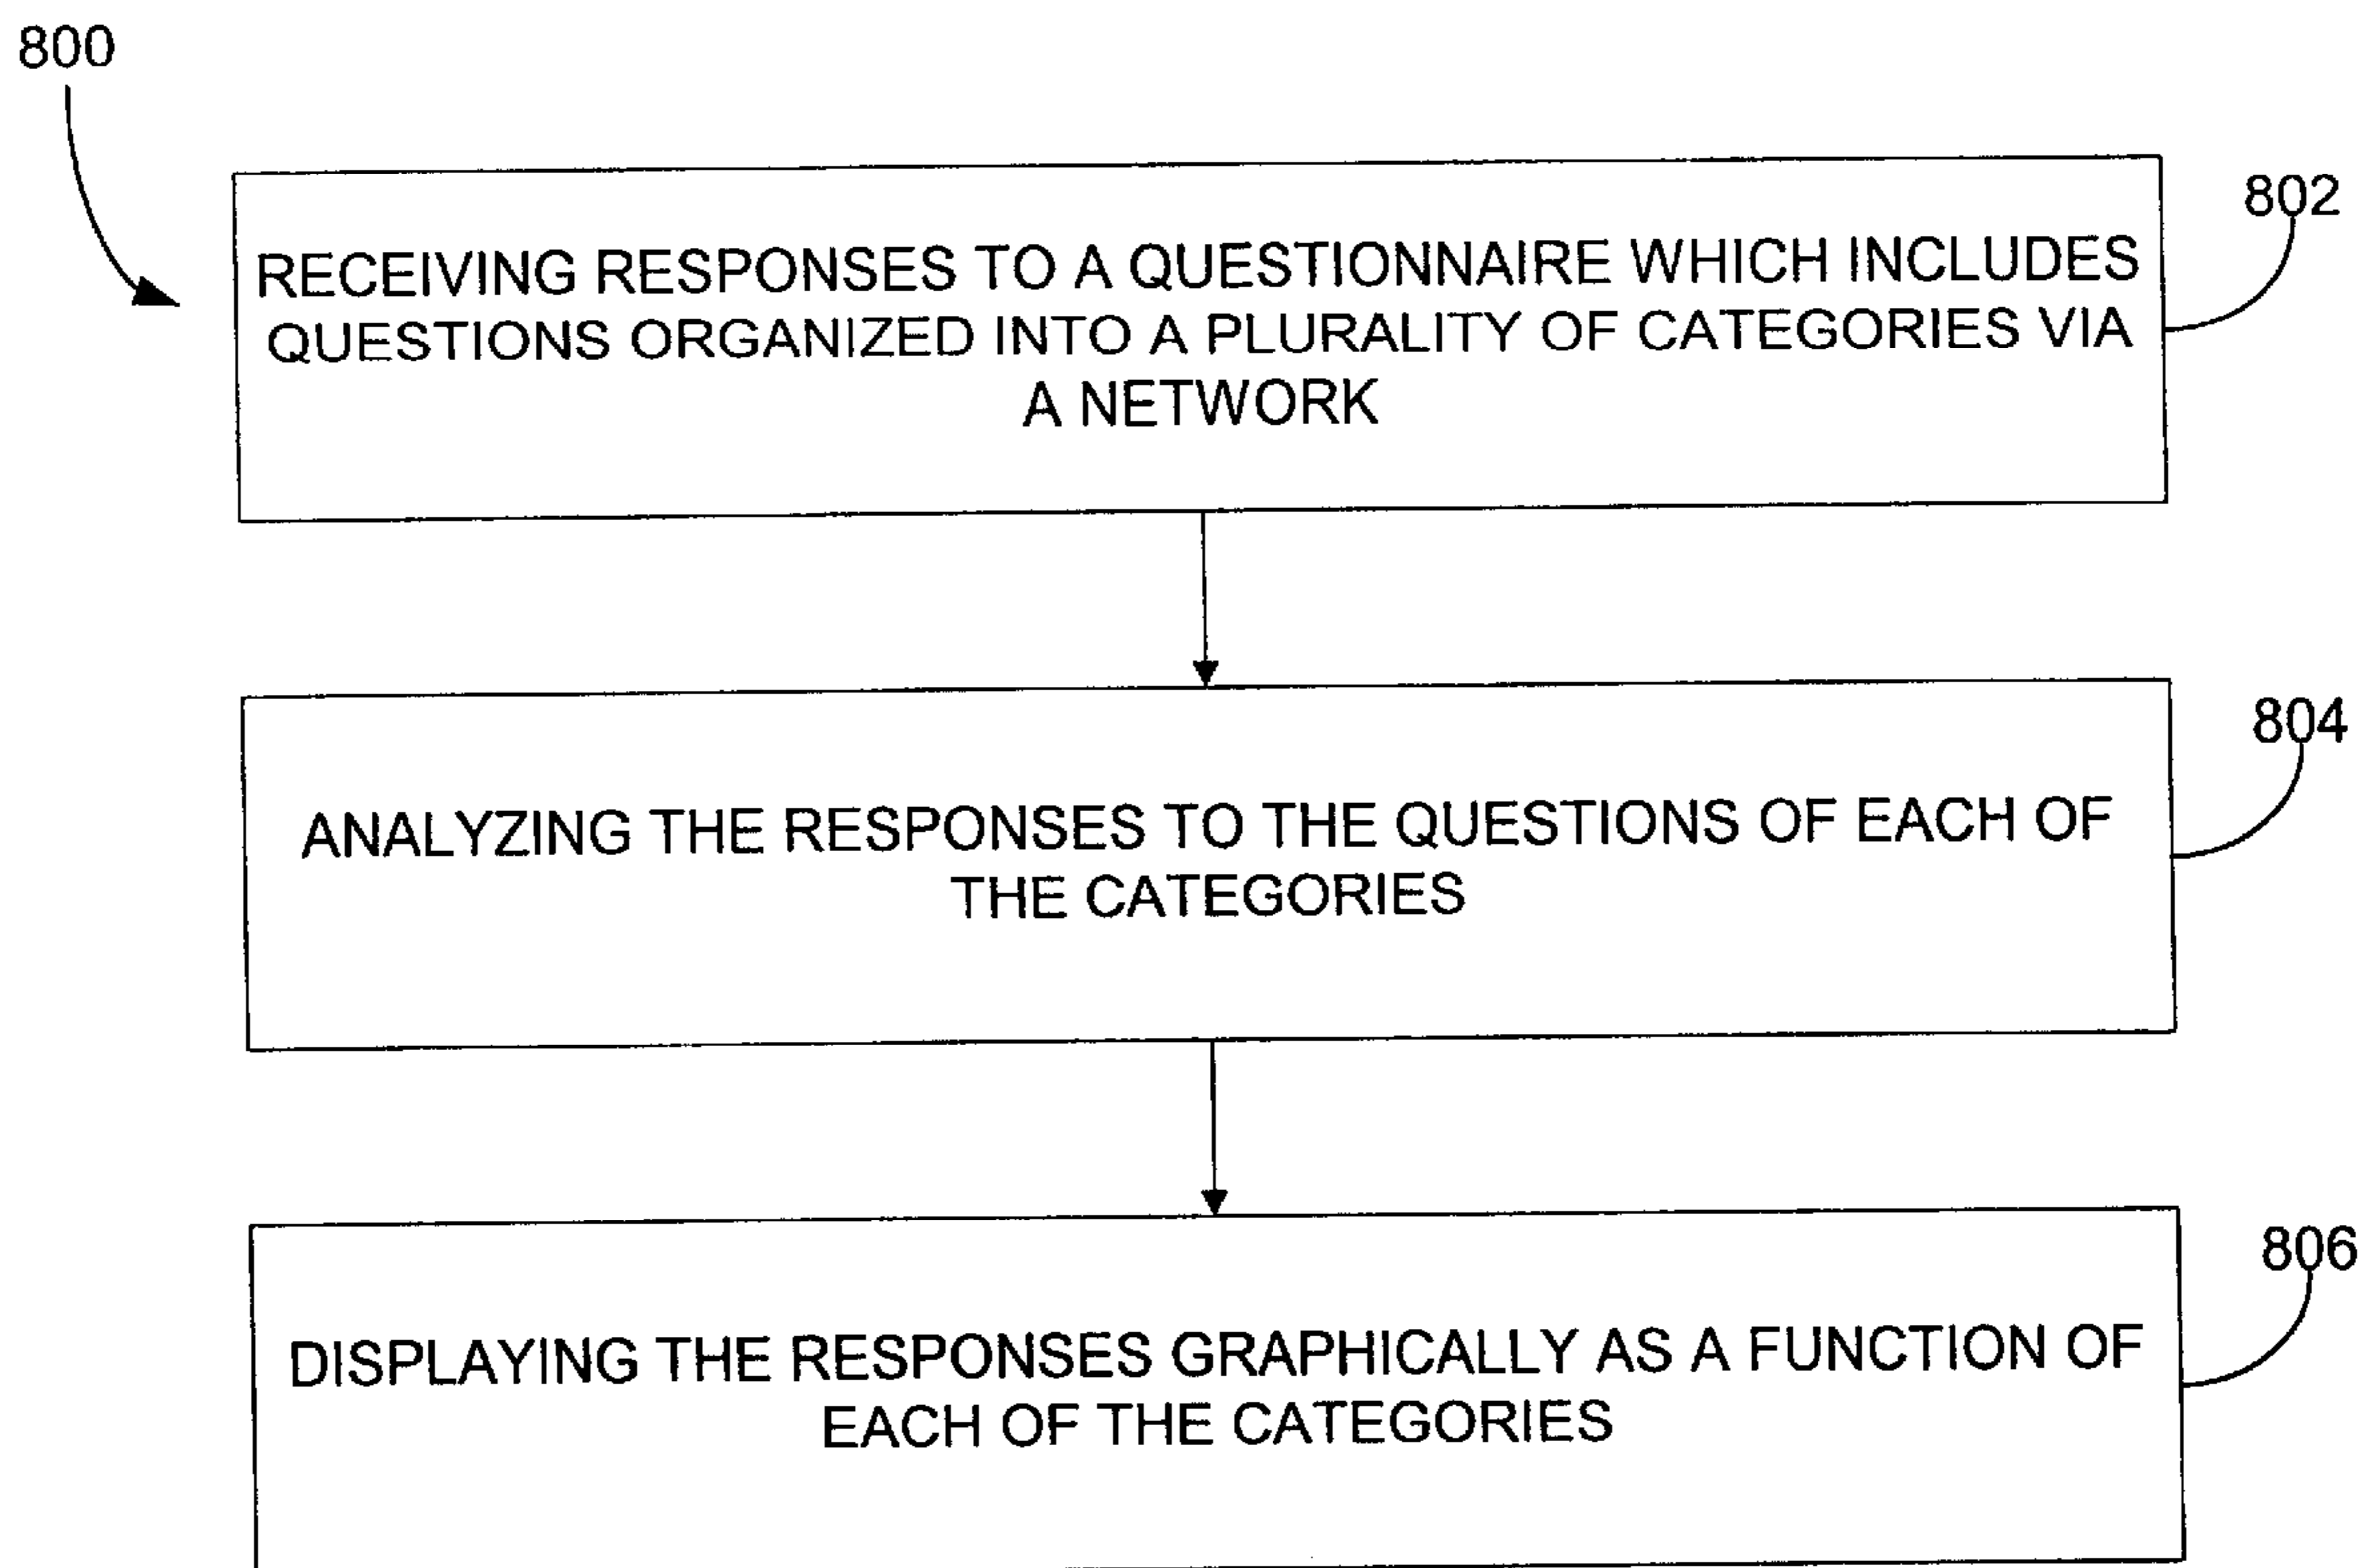 800
802
RECEIVING RESPONSES TO A QUESTIONNAIRE WHICH INCLUDES
QUESTIONS ORGANIZED INTO A PLURALITY OF CATEGORIES VIA
A NETWORK
804
ANALYZING THE RESPONSES TO THE QUESTIONS OF EACH OF
THE CATEGORIES
806
DISPLAYING THE RESPONSES GRAPHICALLY AS A FUNCTION OF
EACH OF THE CATEGORIES